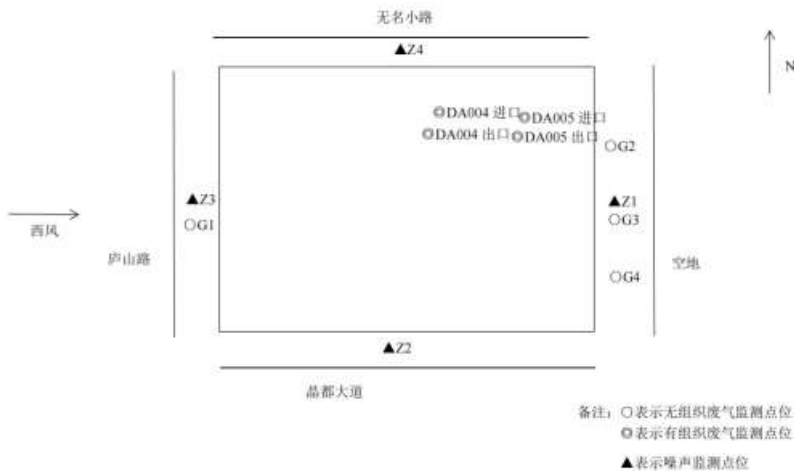 无名小路
▲Z4
N
◎DA004 进口
◎DA005 进口
◎DA004 出口
◎DA005 出口
○G2
▲Z3
▲Z1
○G1
○G3
西风
庐山路
空地
○G4
▲Z2
晶都大道
备注：○表示无组织废气监测点位
◎表示有组织废气监测点位
▲表示噪声监测点位